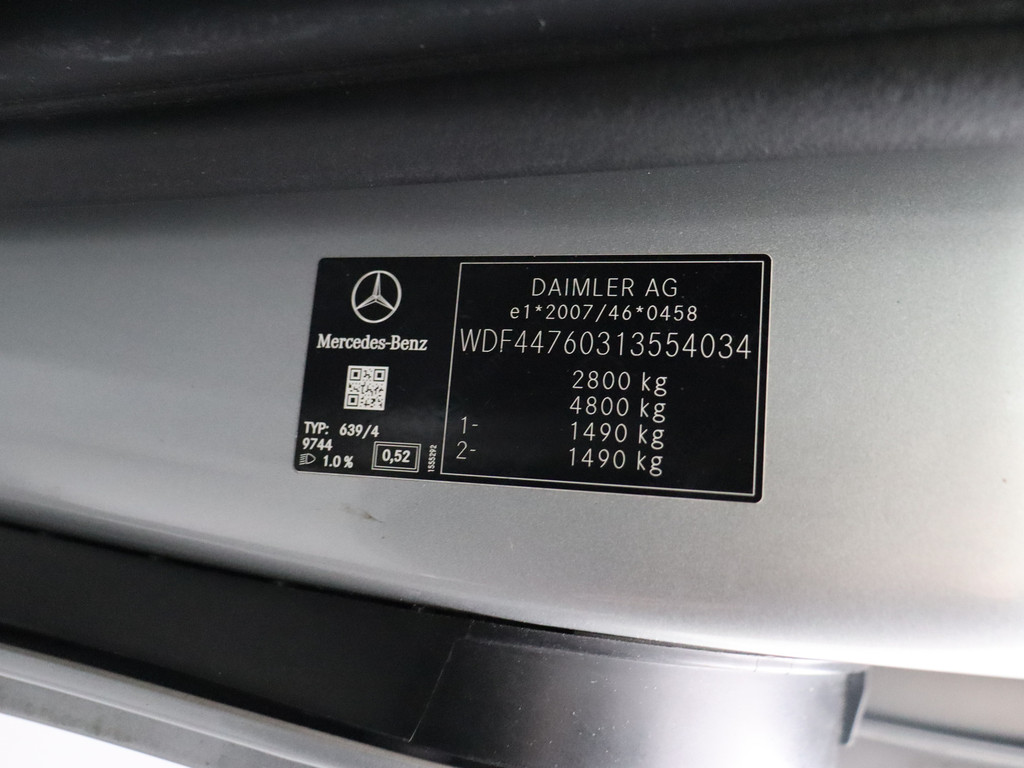 Mercedes-Benz
TYP: 639/4
9744
1.0 %
0,52
1555292
DAIMLER AG
e1*2007/46*0458
WDF44760313554034
2800 kg
4800 kg
1- 1490 kg
2- 1490 kg